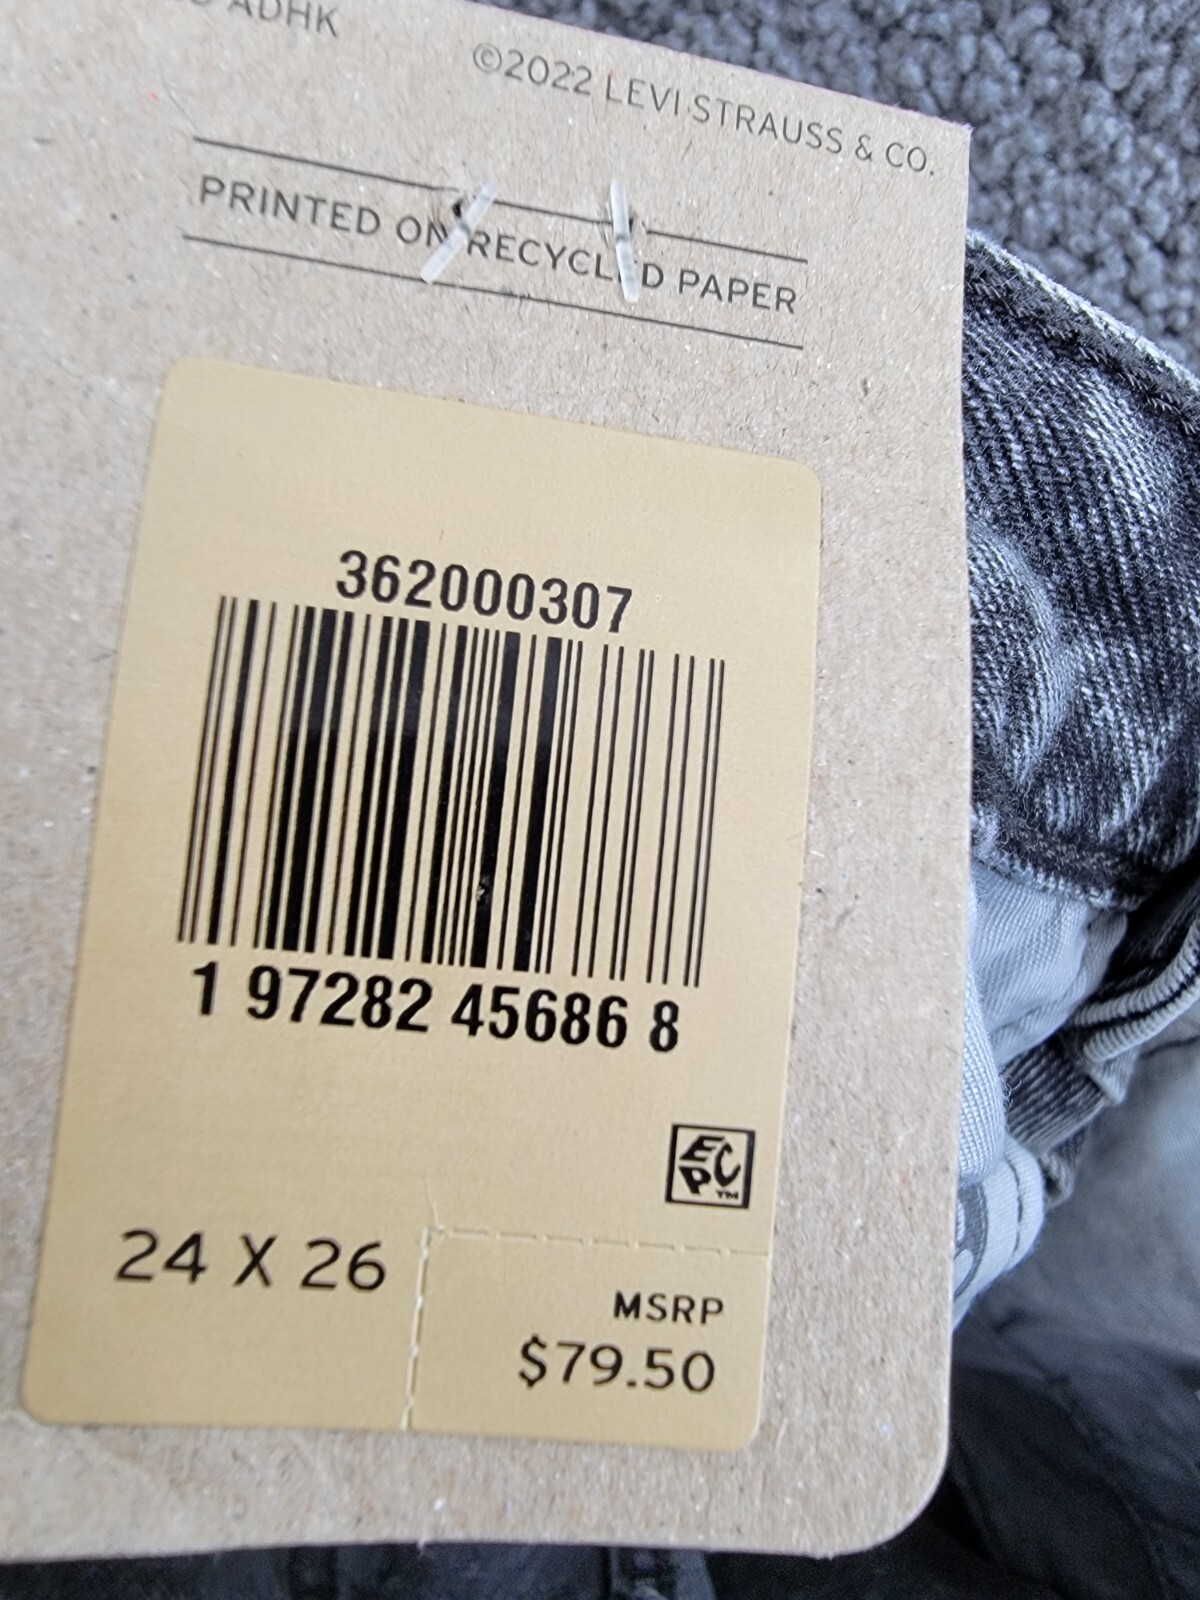 ADHK
©2022 LEVI STRAUSS & CO.
PRINTED ON RECYCLED PAPER
362000307
1 97282 45686 8
ECP™
24 X 26
MSRP
$79.50